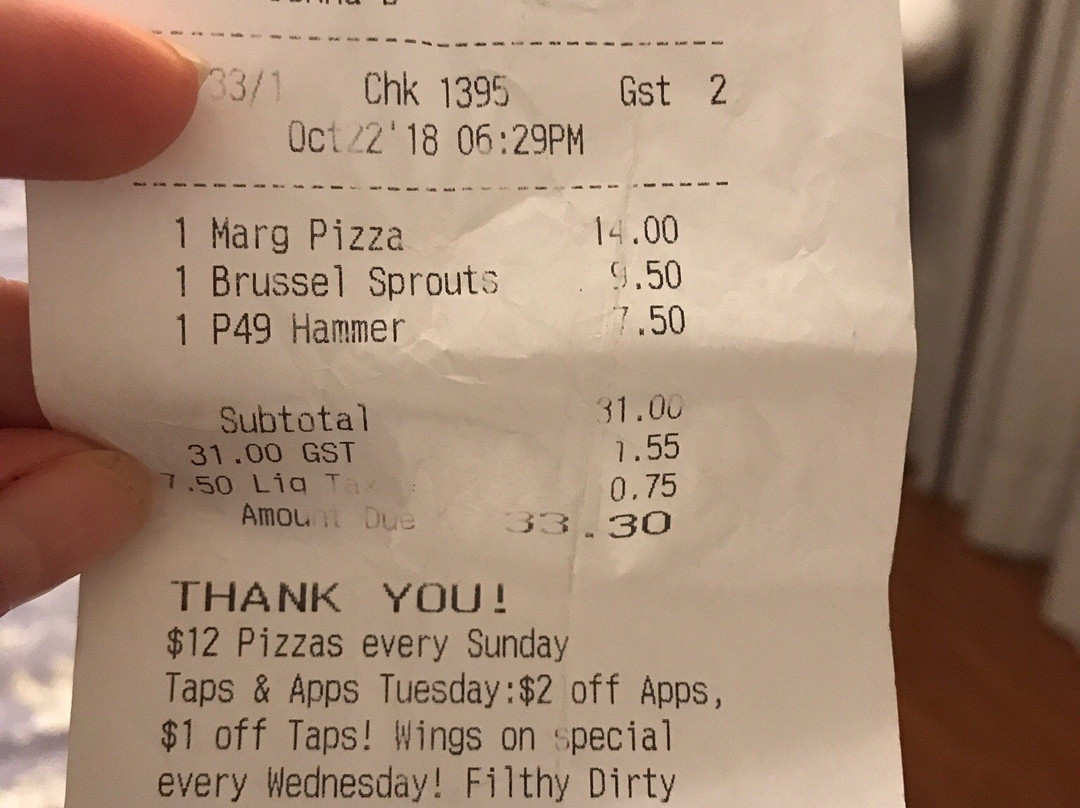 33/1 Chk 1395 Gst 2
Oct22'18 06:29PM
1 Marg Pizza 14.00
1 Brussel Sprouts 9.50
1 P49 Hammer 7.50
Subtotal 31.00
31.00 GST 1.55
7.50 Liq Tax 0.75
Amount Due 33.30
THANK YOU!
$12 Pizzas every Sunday
Taps & Apps Tuesday:$2 off Apps,
$1 off Taps! Wings on special
every Wednesday! Filthy Dirty